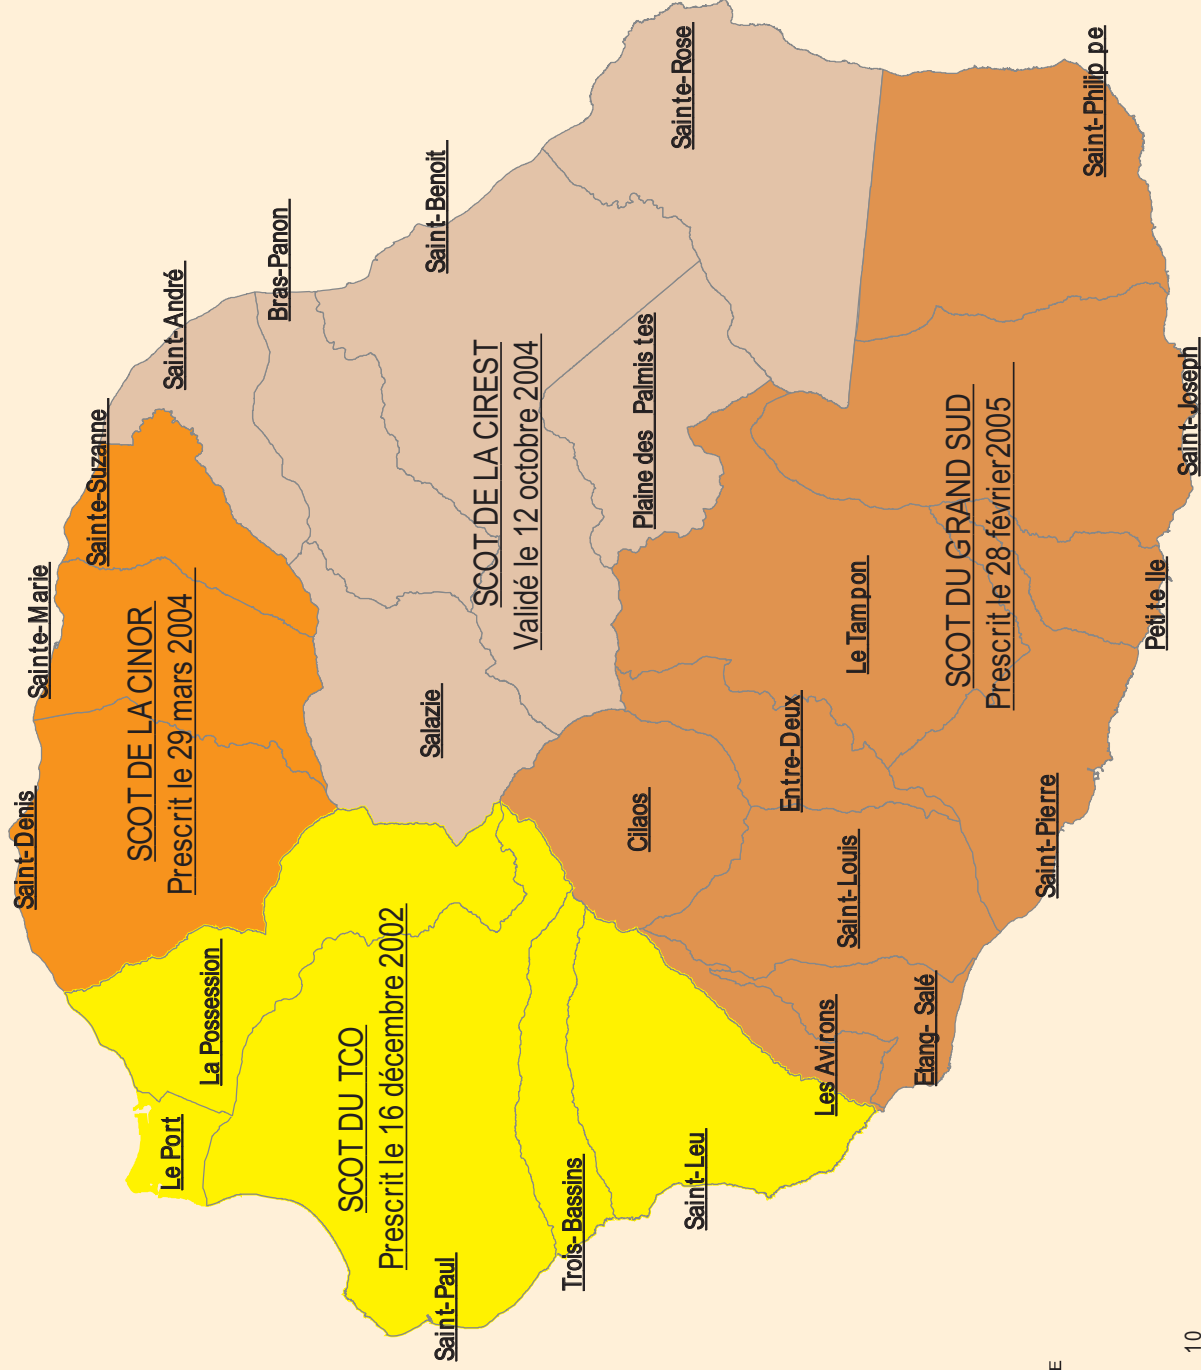 Saint-Denis
Sainte-Marie
Sainte-Suzanne
Saint-André
Bras-Panon
Saint-Benoit
Sainte-Rose
Saint-Philip pe
SCOT DE LA CINOR
Prescrit le 29 mars 2004
La Possession
Le Port
SCOT DU TCO
Prescrit le 16 décembre 2002
Saint-Paul
Trois-Bassins
Saint-Leu
Salazie
SCOT DE LA CIREST
Validé le 12 octobre 2004
Plaine des Palmis tes
Cilaos
Entre-Deux
Le Tampon
Saint-Louis
Les Avirons
Etang- Salé
SCOT DU GRAND SUD
Prescrit le 28 février2005
Saint-Pierre
Petite Ile
Saint-Joseph
E
10